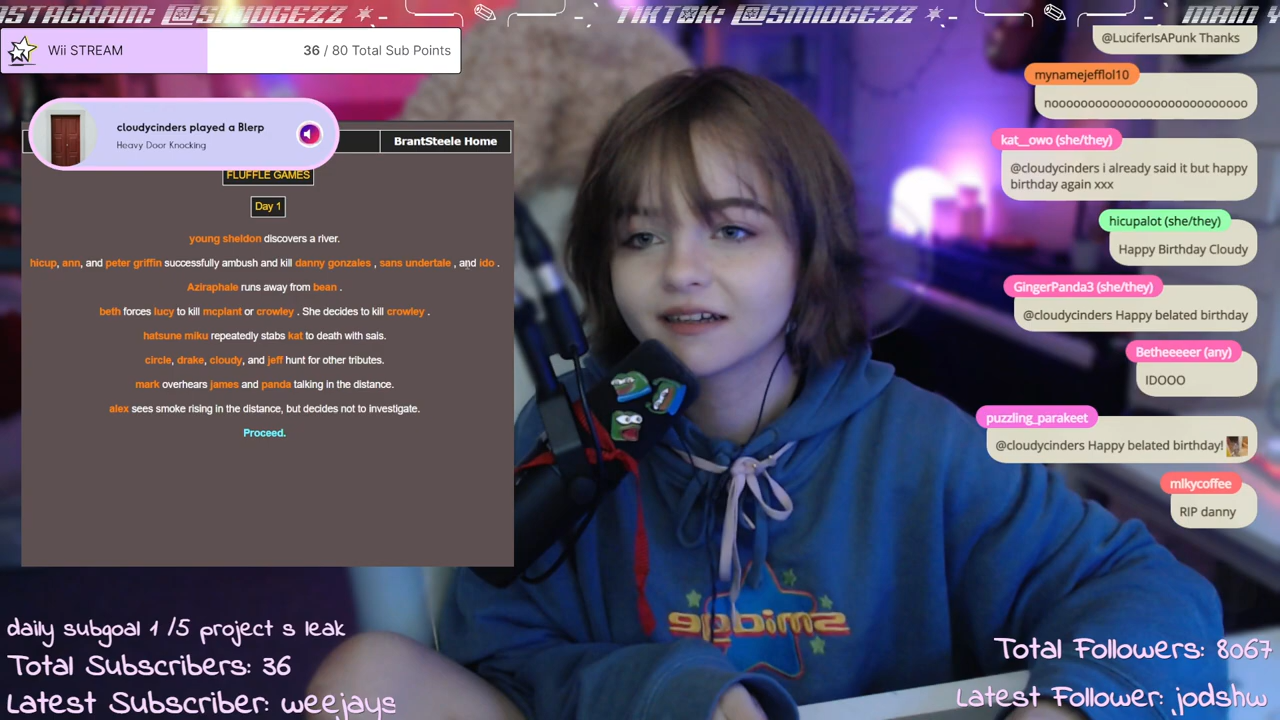 ISTAGRAM: @SMIDGEZZ
TIKTOK: @SMIDGEZZ
MAIN Y
Wii STREAM
36 / 80 Total Sub Points
cloudycinders played a Blerp
Heavy Door Knocking
BrantSteele Home
FLUFFLE GAMES
Day 1
young sheldon discovers a river.
hicup, ann, and peter griffin successfully ambush and kill danny gonzales , sans undertale , and ido .
Aziraphale runs away from bean .
beth forces lucy to kill mcplant or crowley . She decides to kill crowley .
hatsune miku repeatedly stabs kat to death with sais.
circle, drake, cloudy, and jeff hunt for other tributes.
mark overhears james and panda talking in the distance.
alex sees smoke rising in the distance, but decides not to investigate.
Proceed.
@LuciferIsAPunk Thanks
mynamejefflol10
noooooooooooooooooooooooooooo
kat__owo (she/they)
@cloudycinders i already said it but happy
birthday again xxx
hicupalot (she/they)
Happy Birthday Cloudy
GingerPanda3 (she/they)
@cloudycinders Happy belated birthday
Betheeeeer (any)
IDOOO
puzzling_parakeet
@cloudycinders Happy belated birthday!
mlkycoffee
RIP danny
Smidge
daily subgoal 1 /5 project s leak
Total Subscribers: 36
Latest Subscriber: weejays
Total Followers: 8067
Latest Follower: jodshw